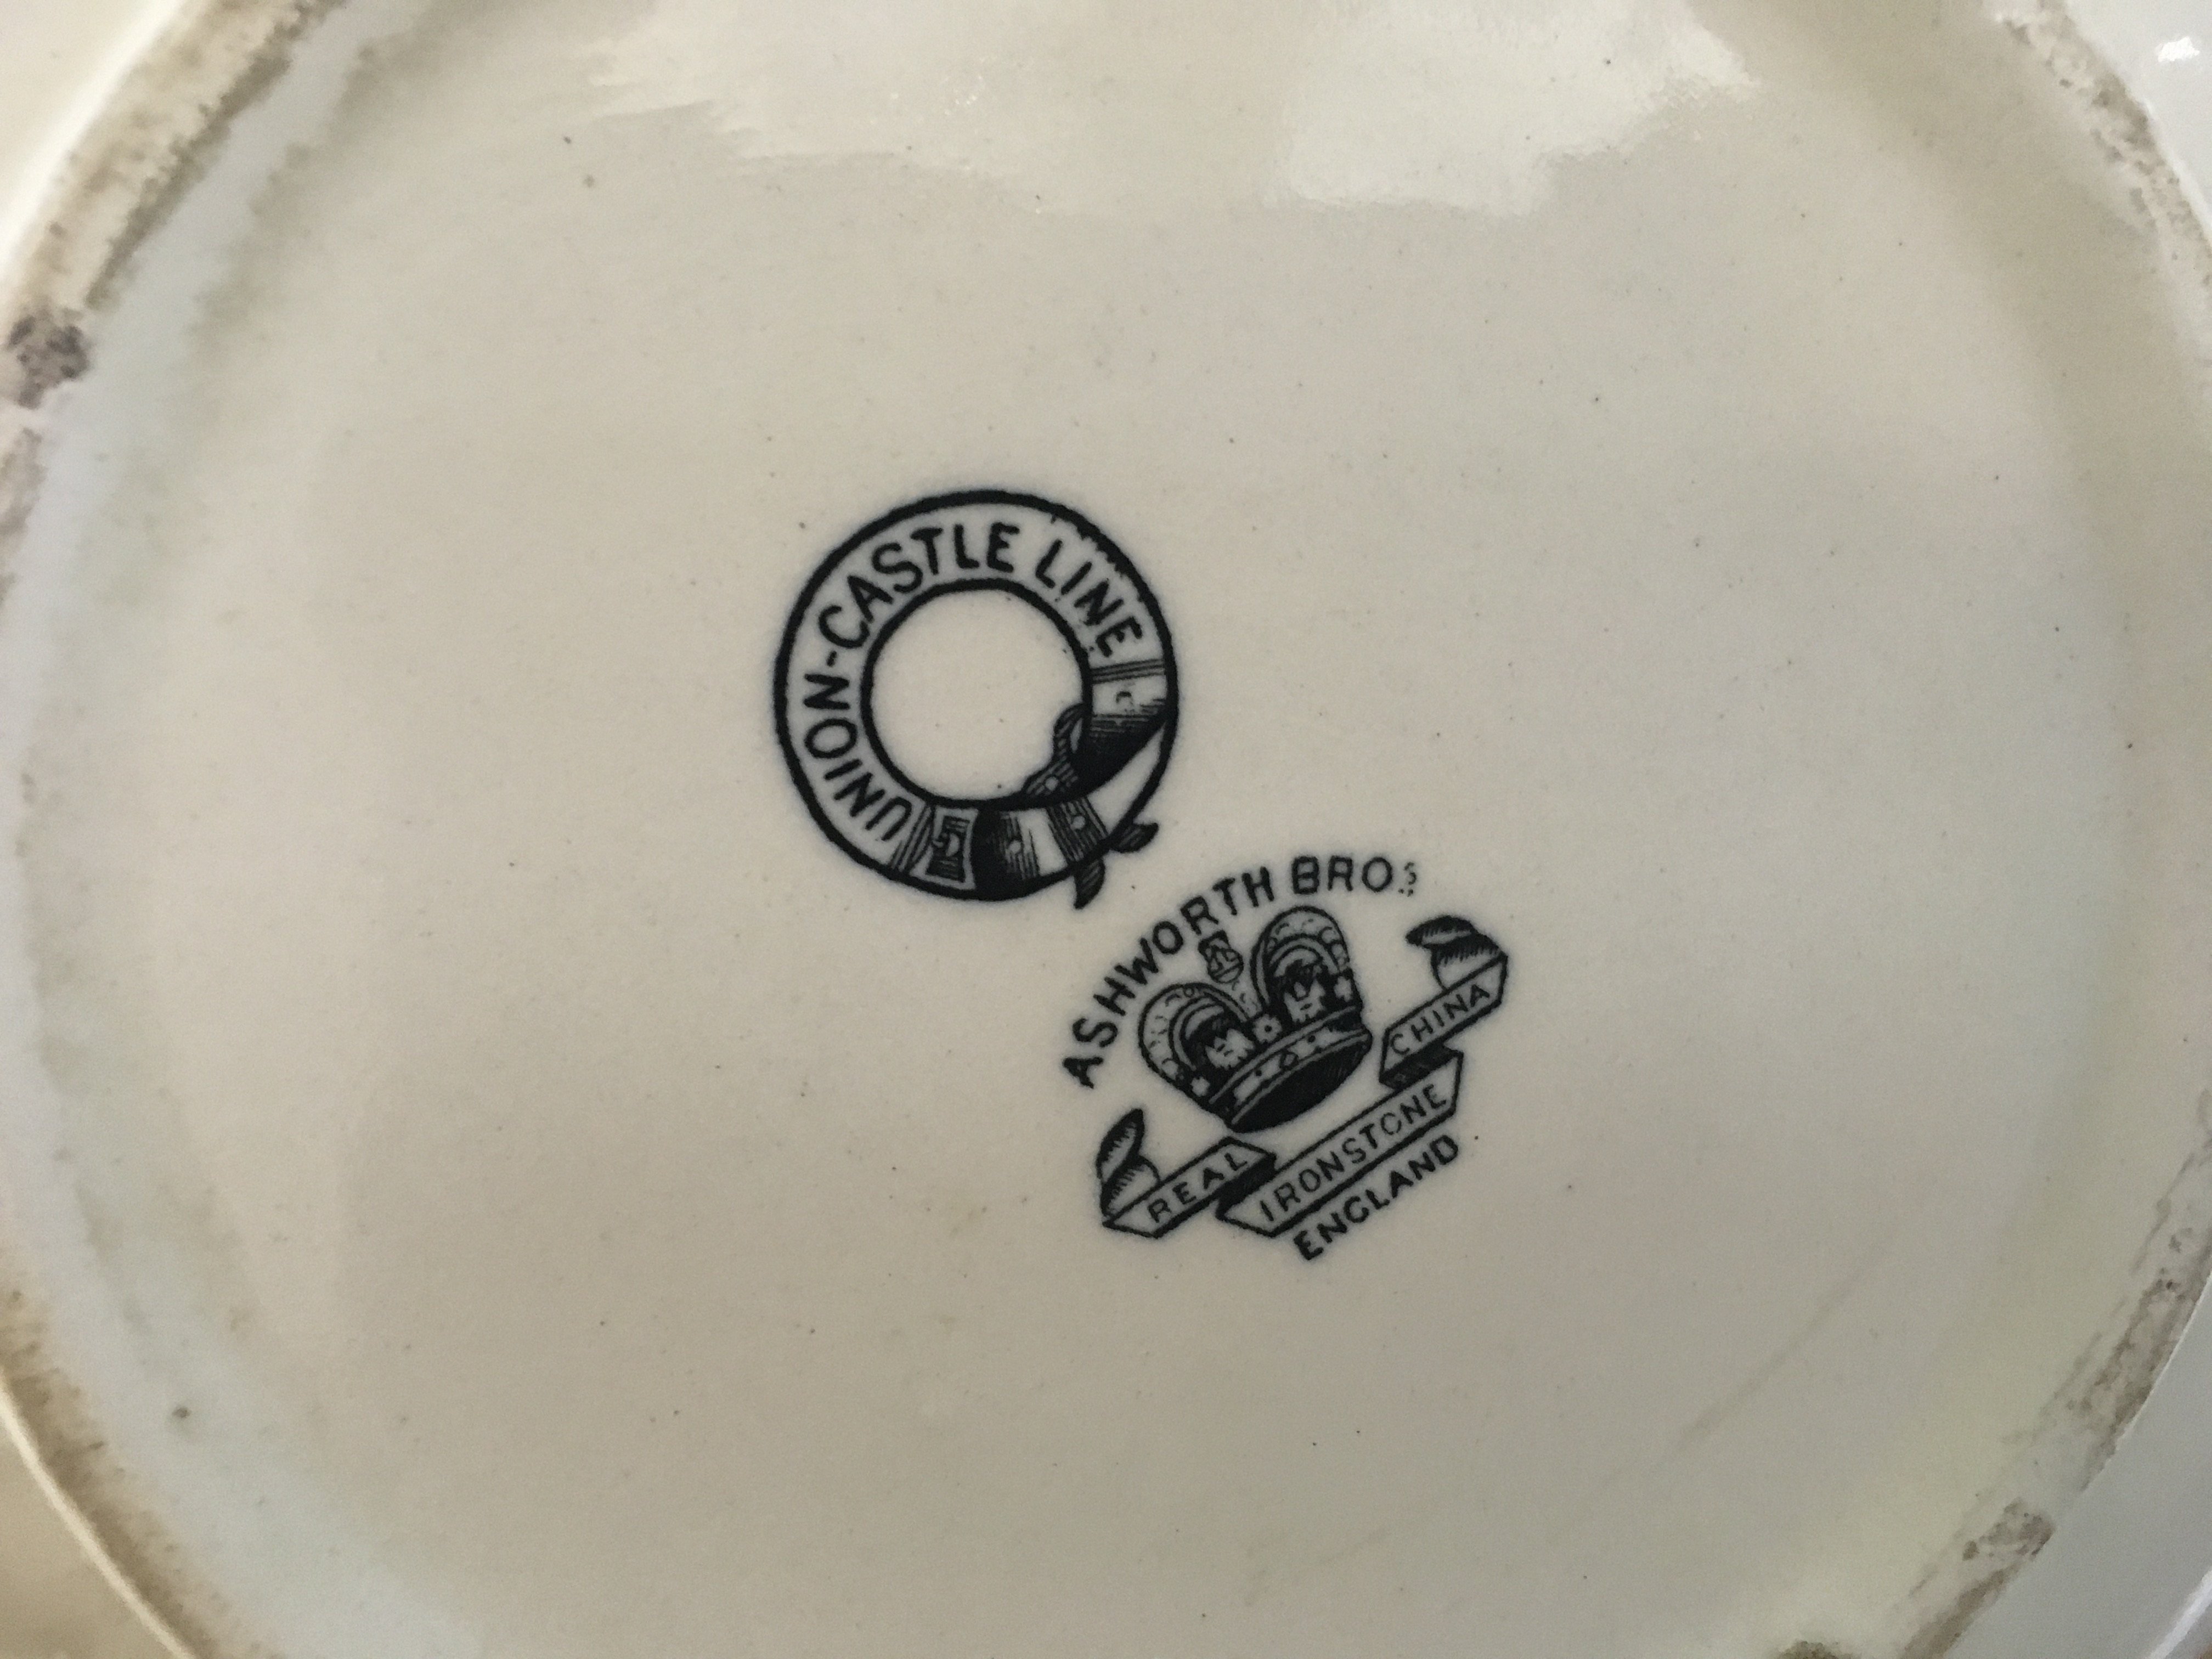 UNION-CASTLE LINE
ASHWORTH BROS
REAL IRONSTONE CHINA
ENGLAND